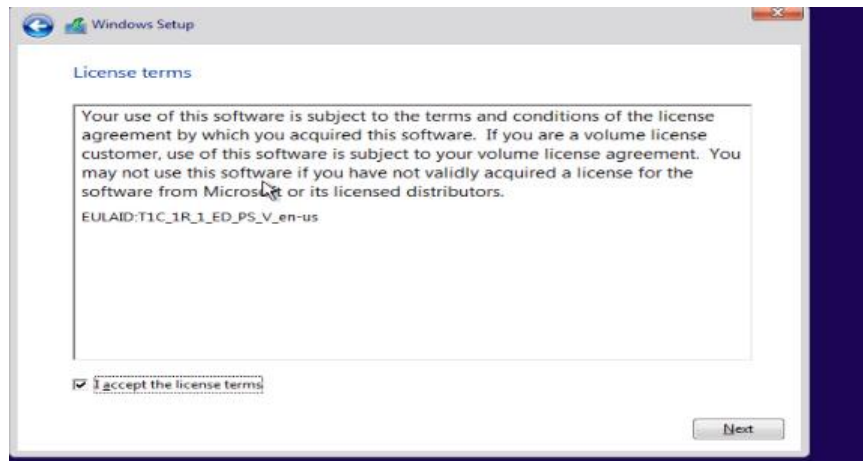 Windows Setup
License terms
Your use of this software is subject to the terms and conditions of the license
agreement by which you acquired this software. If you are a volume license
customer, use of this software is subject to your volume license agreement. You
may not use this software if you have not validly acquired a license for the
software from Microsoft or its licensed distributors.
EULAID:T1C_1R_1_ED_PS_V_en-us
I accept the license terms
Next